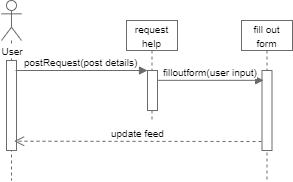 request
help
fill out
form
User
postRequest(post details)
filloutform(user input)
update feed